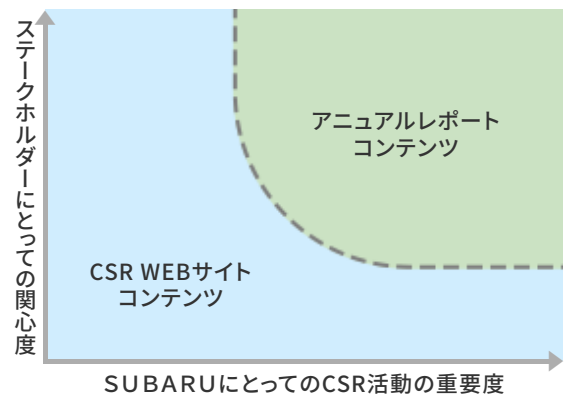 ステークホルダーにとっての関心度
アニュアルレポート
コンテンツ
CSR WEBサイト
コンテンツ
SUBARUにとってのCSR活動の重要度